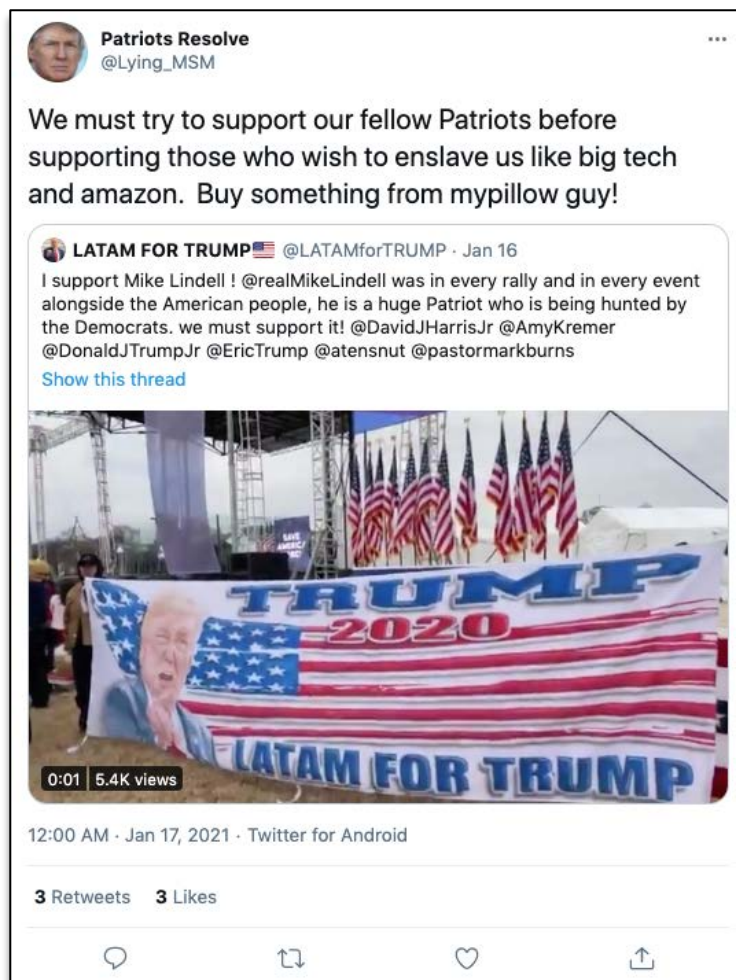 Patriots Resolve
@Lying_MSM
We must try to support our fellow Patriots before
supporting those who wish to enslave us like big tech
and amazon. Buy something from mypillow guy!
LATAM FOR TRUMP🇺🇸 @LATAMforTRUMP · Jan 16
I support Mike Lindell ! @realMikeLindell was in every rally and in every event
alongside the American people, he is a huge Patriot who is being hunted by
the Democrats. we must support it! @DavidJHarrisJr @AmyKremer
@DonaldJTrumpJr @EricTrump @atensnut @pastormarkburns
Show this thread
SAVE
AMERICA
TRUMP
2020
LATAM FOR TRUMP
0:01 5.4K views
12:00 AM · Jan 17, 2021 · Twitter for Android
3 Retweets 3 Likes